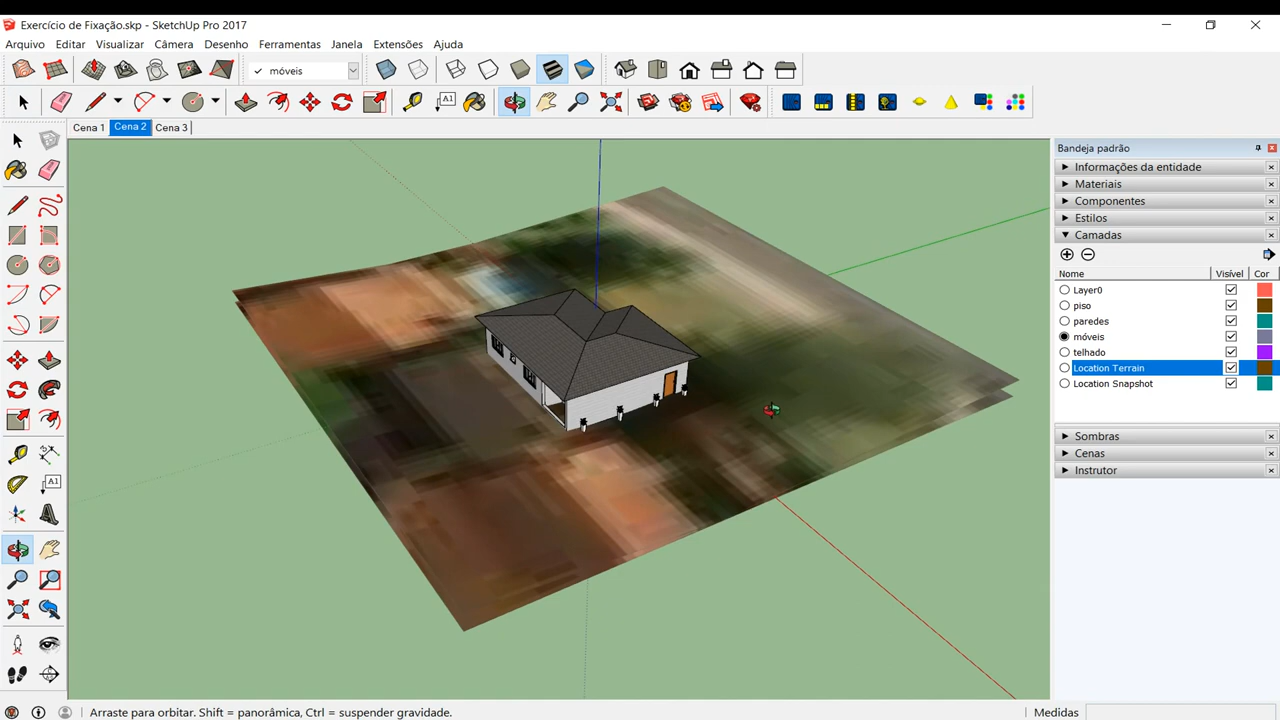 Exercício de Fixação.skp - SketchUp Pro 2017
Arquivo Editar Visualizar Câmera Desenho Ferramentas Janela Extensões Ajuda
móveis
A1
Cena 1 Cena 2 Cena 3
Bandeja padrão
Informações da entidade
Materiais
Componentes
Estilos
Camadas
Nome Visível Cor
Layer0
piso
paredes
móveis
telhado
Location Terrain
Location Snapshot
Sombras
Cenas
Instrutor
A1
Arraste para orbitar. Shift = panorâmica, Ctrl = suspender gravidade.
Medidas